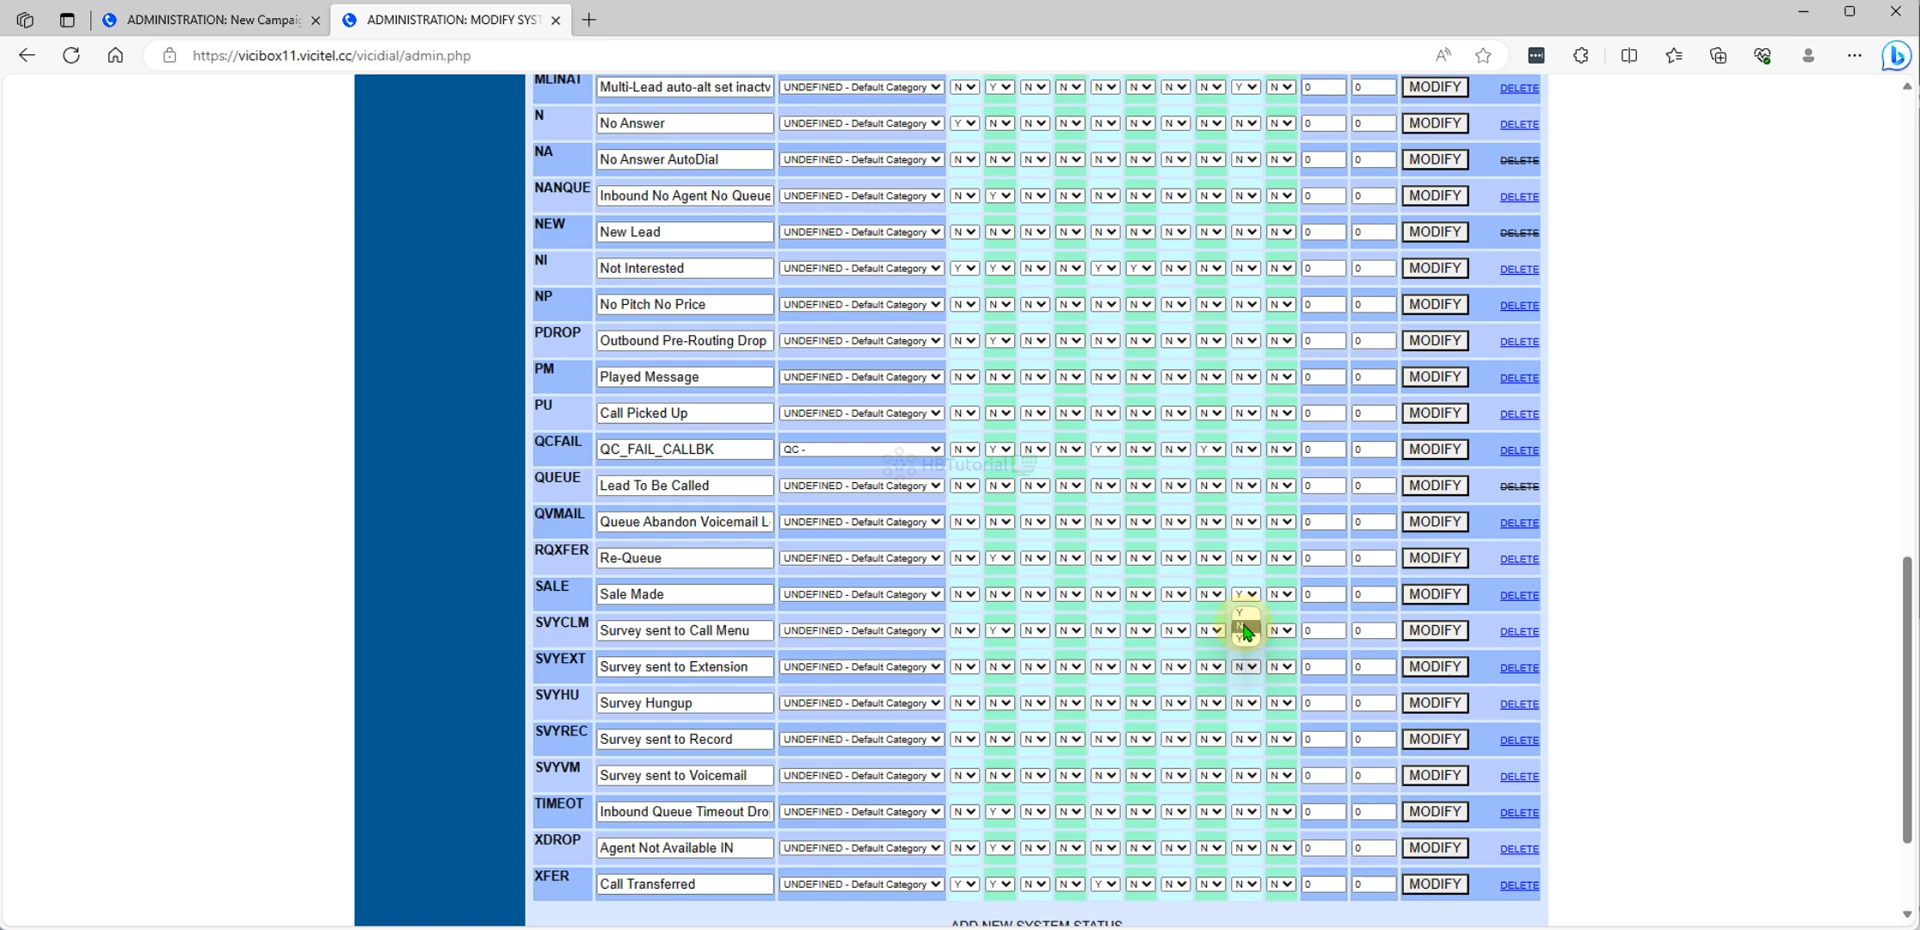 ADMINISTRATION: New Campai
ADMINISTRATION: MODIFY SYST
https://vicibox11.vicitel.cc/vicidial/admin.php
MLINAT Multi-Lead auto-alt set inactv UNDEFINED - Default Category N Y N N N N N N Y N 0 0 MODIFY DELETE
N No Answer UNDEFINED - Default Category Y N N N N N N N N N 0 0 MODIFY DELETE
NA No Answer AutoDial UNDEFINED - Default Category N N N N N N N N N N 0 0 MODIFY DELETE
NANQUE Inbound No Agent No Queue UNDEFINED - Default Category N Y N N N N N N N N 0 0 MODIFY DELETE
NEW New Lead UNDEFINED - Default Category N N N N N N N N N N 0 0 MODIFY DELETE
NI Not Interested UNDEFINED - Default Category Y Y N N Y Y N N N N 0 0 MODIFY DELETE
NP No Pitch No Price UNDEFINED - Default Category N N N N N N N N N N 0 0 MODIFY DELETE
PDROP Outbound Pre-Routing Drop UNDEFINED - Default Category N Y N N N N N N N N 0 0 MODIFY DELETE
PM Played Message UNDEFINED - Default Category N N N N N N N N N N 0 0 MODIFY DELETE
PU Call Picked Up UNDEFINED - Default Category N N N N N N N N N N 0 0 MODIFY DELETE
QCFAIL QC_FAIL_CALLBK QC - N Y N N Y N N Y N N 0 0 MODIFY DELETE
HBTutorial
QUEUE Lead To Be Called UNDEFINED - Default Category N N N N N N N N N N 0 0 MODIFY DELETE
QVMAIL Queue Abandon Voicemail L UNDEFINED - Default Category N N N N N N N N N N 0 0 MODIFY DELETE
RQXFER Re-Queue UNDEFINED - Default Category N Y N N N N N N N N 0 0 MODIFY DELETE
SALE Sale Made UNDEFINED - Default Category N N N N N N N N Y N 0 0 MODIFY DELETE
Y
SVYCLM Survey sent to Call Menu UNDEFINED - Default Category N Y N N N N N N N N 0 0 MODIFY DELETE
Y
SVYEXT Survey sent to Extension UNDEFINED - Default Category N N N N N N N N N N 0 0 MODIFY DELETE
SVYHU Survey Hungup UNDEFINED - Default Category N N N N N N N N N N 0 0 MODIFY DELETE
SVYREC Survey sent to Record UNDEFINED - Default Category N N N N N N N N N N 0 0 MODIFY DELETE
SVYVM Survey sent to Voicemail UNDEFINED - Default Category N N N N N N N N N N 0 0 MODIFY DELETE
TIMEOT Inbound Queue Timeout Dro UNDEFINED - Default Category N Y N N N N N N N N 0 0 MODIFY DELETE
XDROP Agent Not Available IN UNDEFINED - Default Category N Y N N N N N N N N 0 0 MODIFY DELETE
XFER Call Transferred UNDEFINED - Default Category Y Y N N Y N N N N N 0 0 MODIFY DELETE
ADD NEW SYSTEM STATUS